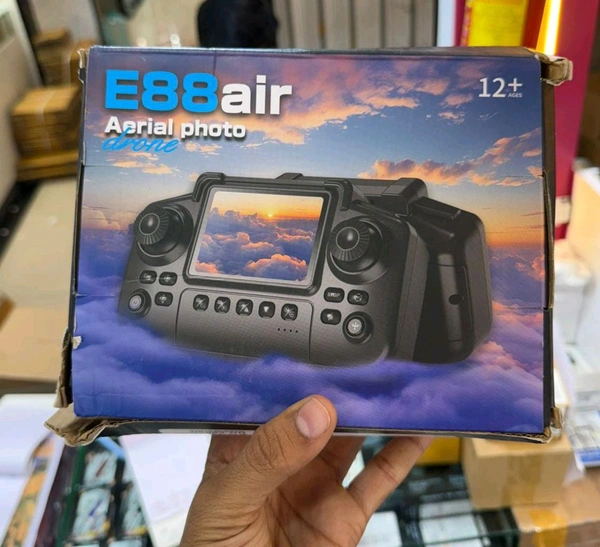 E88air
Aerial photo
drone
12+
AGES